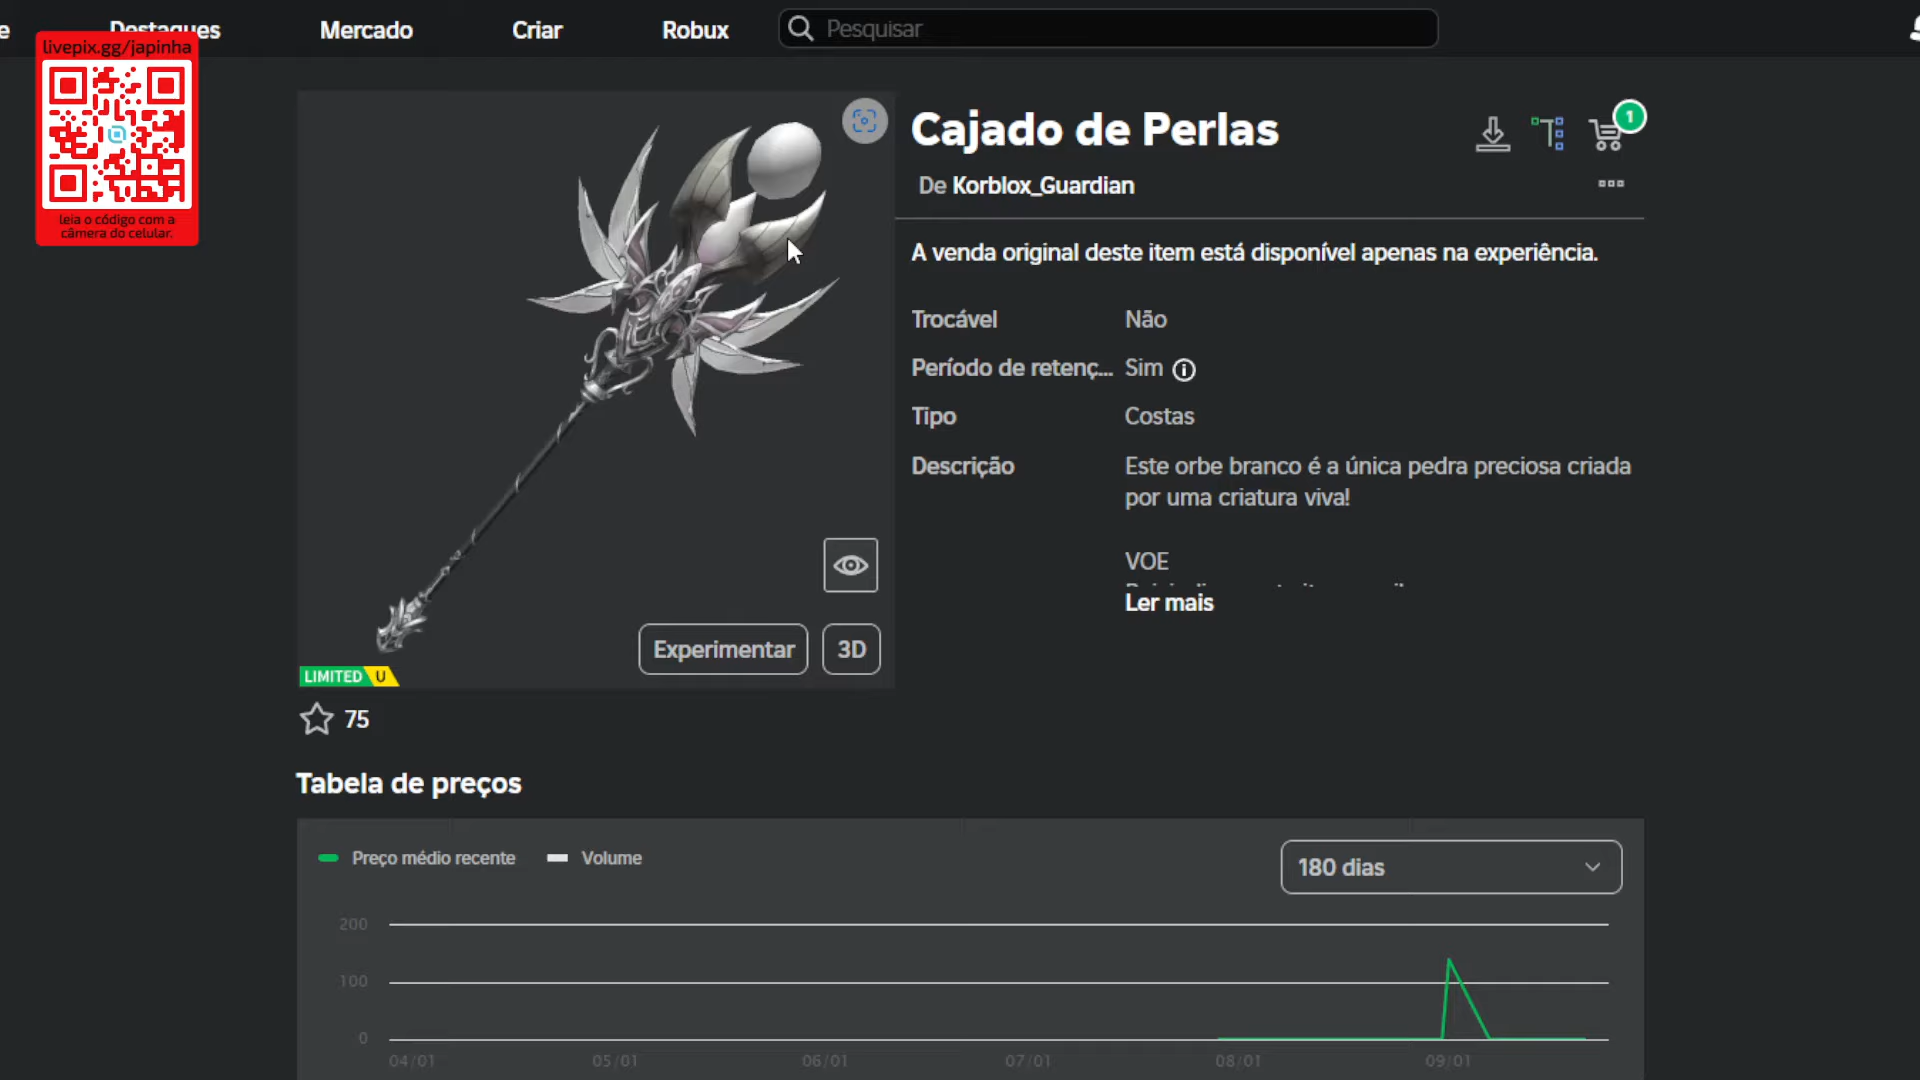 e
Destaques
Mercado
Criar
Robux
Pesquisar
livepix.gg/japinha
leia o código com a
câmera do celular.
Cajado de Perlas
1
De Korblox_Guardian
A venda original deste item está disponível apenas na experiência.
Trocável Não
Período de retenç... Sim
Tipo Costas
Descrição Este orbe branco é a única pedra preciosa criada
por uma criatura viva!
VOE
Ler mais
Experimentar
3D
LIMITED U
75
Tabela de preços
Preço médio recente
Volume
180 dias
200
100
0
04/01 05/01 06/01 07/01 08/01 09/01